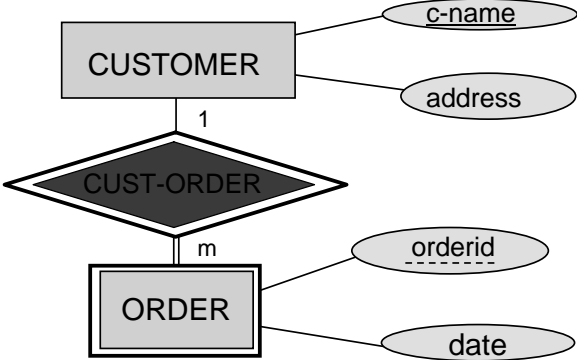 c-name
CUSTOMER
address
1
CUST-ORDER
m
orderid
ORDER
date